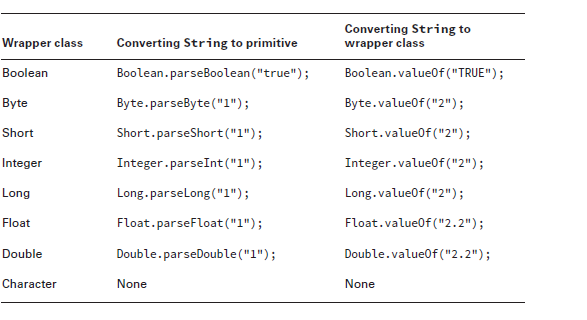 Wrapper class Converting String to primitive Converting String to
wrapper class
Boolean Boolean.parseBoolean("true"); Boolean.valueOf("TRUE");
Byte Byte.parseByte("1"); Byte.valueOf("2");
Short Short.parseShort("1"); Short.valueOf("2");
Integer Integer.parseInt("1"); Integer.valueOf("2");
Long Long.parseLong("1"); Long.valueOf("2");
Float Float.parseFloat("1"); Float.valueOf("2.2");
Double Double.parseDouble("1"); Double.valueOf("2.2");
Character None None